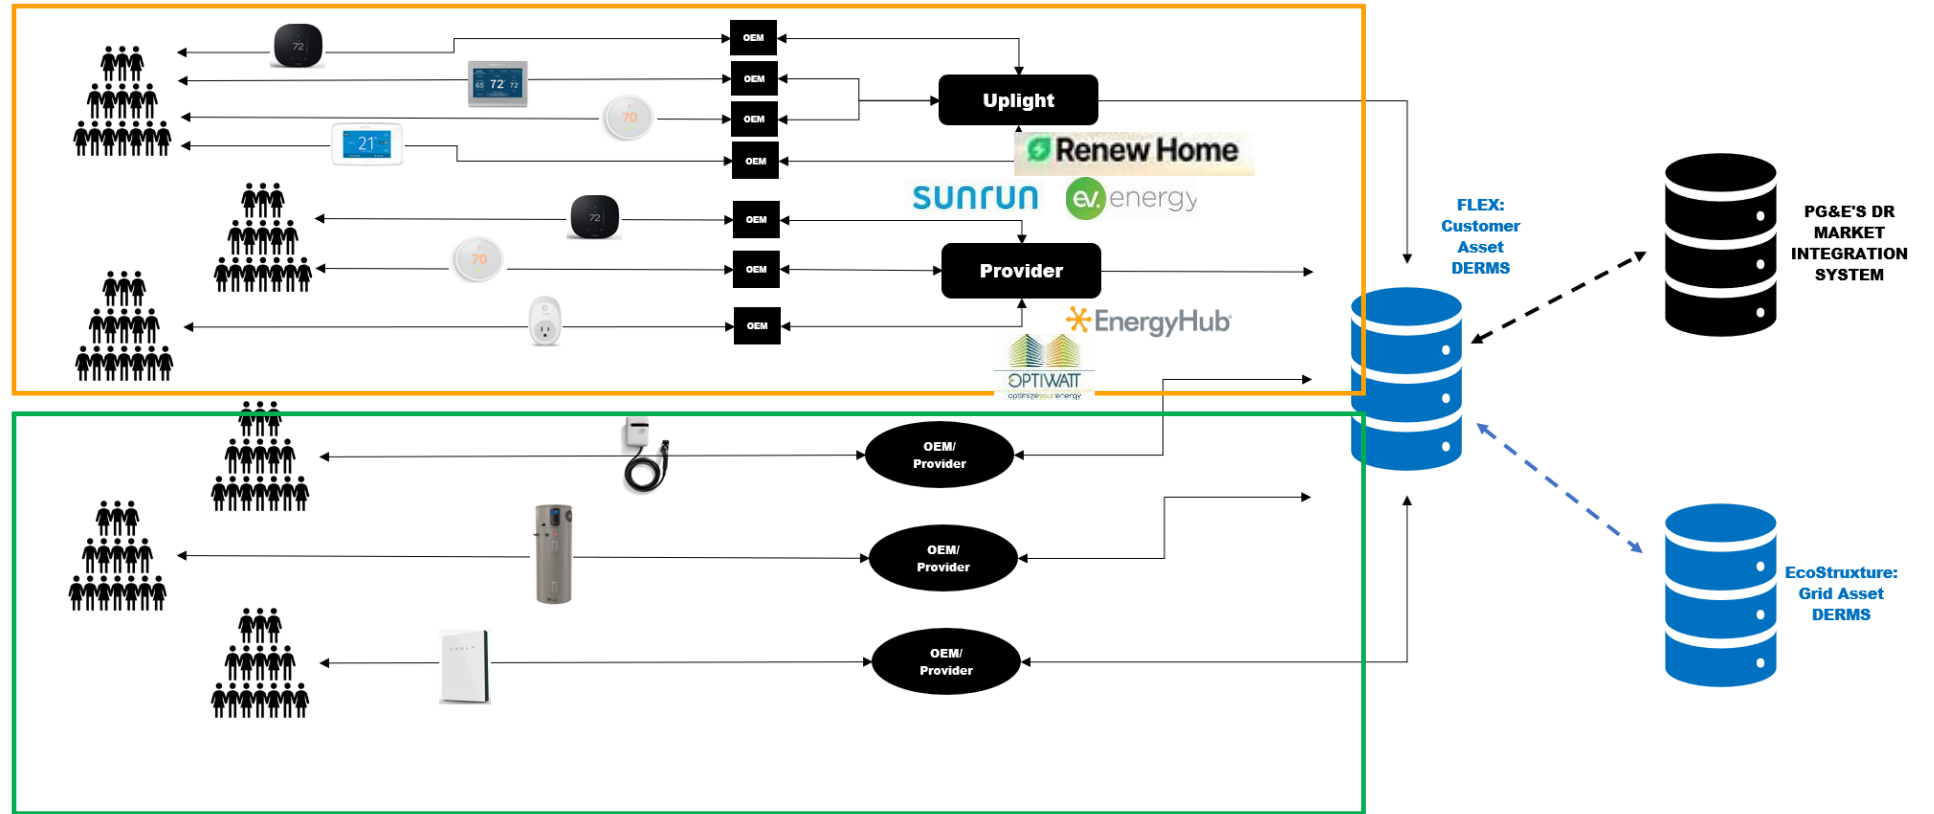 72
OEM
65 72 72
OEM
70
OEM
21
OEM
Uplight
Renew Home
sunrun
ev.energy
72
OEM
70
OEM
OEM
Provider
EnergyHub
OPTIWATT
optimizeyourenergy
FLEX:
Customer
Asset
DERMS
PG&E'S DR
MARKET
INTEGRATION
SYSTEM
OEM/
Provider
OEM/
Provider
TESLA
OEM/
Provider
EcoStruxture:
Grid Asset
DERMS